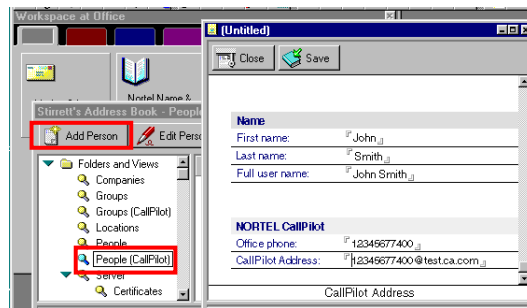 Workspace at Office
(Untitled)
Close
Save
Nortel Name &
Stirrett's Address Book - People
Add Person
Edit Perso
Folders and Views
Companies
Groups
Groups (CallPilot)
Locations
People
People (CallPilot)
Server
Certificates
Name
First name: John
Last name: Smith
Full user name: John Smith
NORTEL CallPilot
Office phone: 12345677400
CallPilot Address: 12345677400@test.ca.com
CallPilot Address